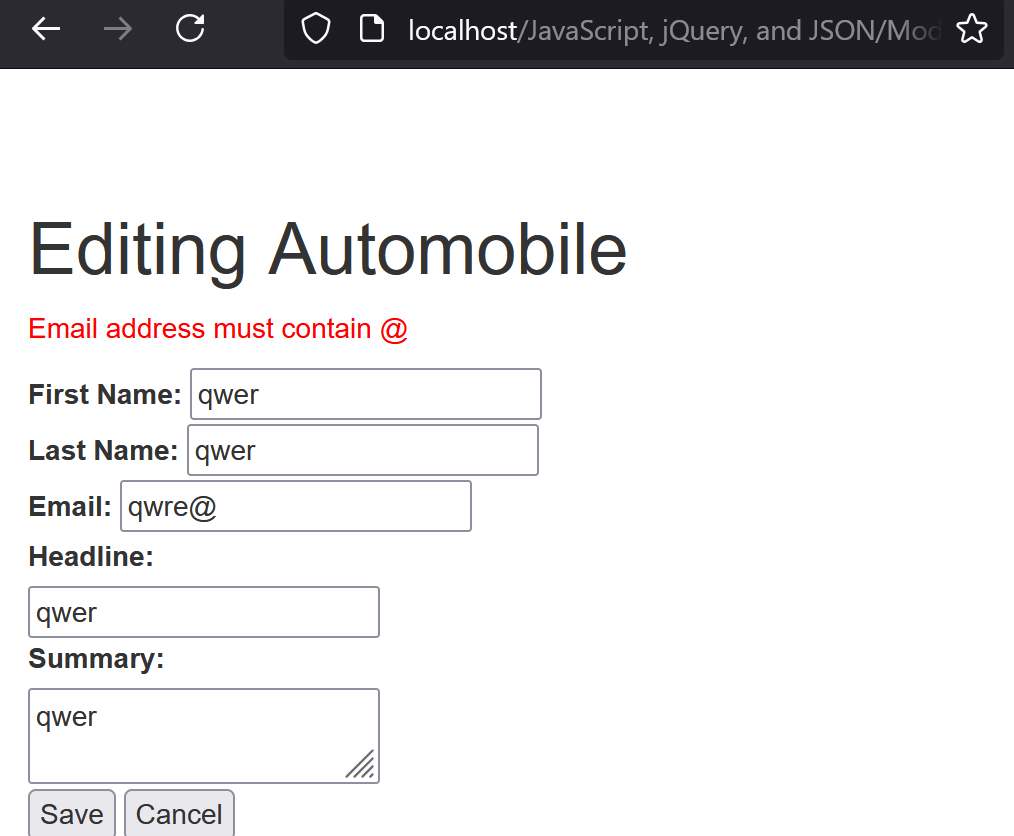 localhost/JavaScript, jQuery, and JSON/Mod
Editing Automobile
Email address must contain @
First Name: qwer
Last Name: qwer
Email: qwre@
Headline:
qwer
Summary:
qwer
Save Cancel